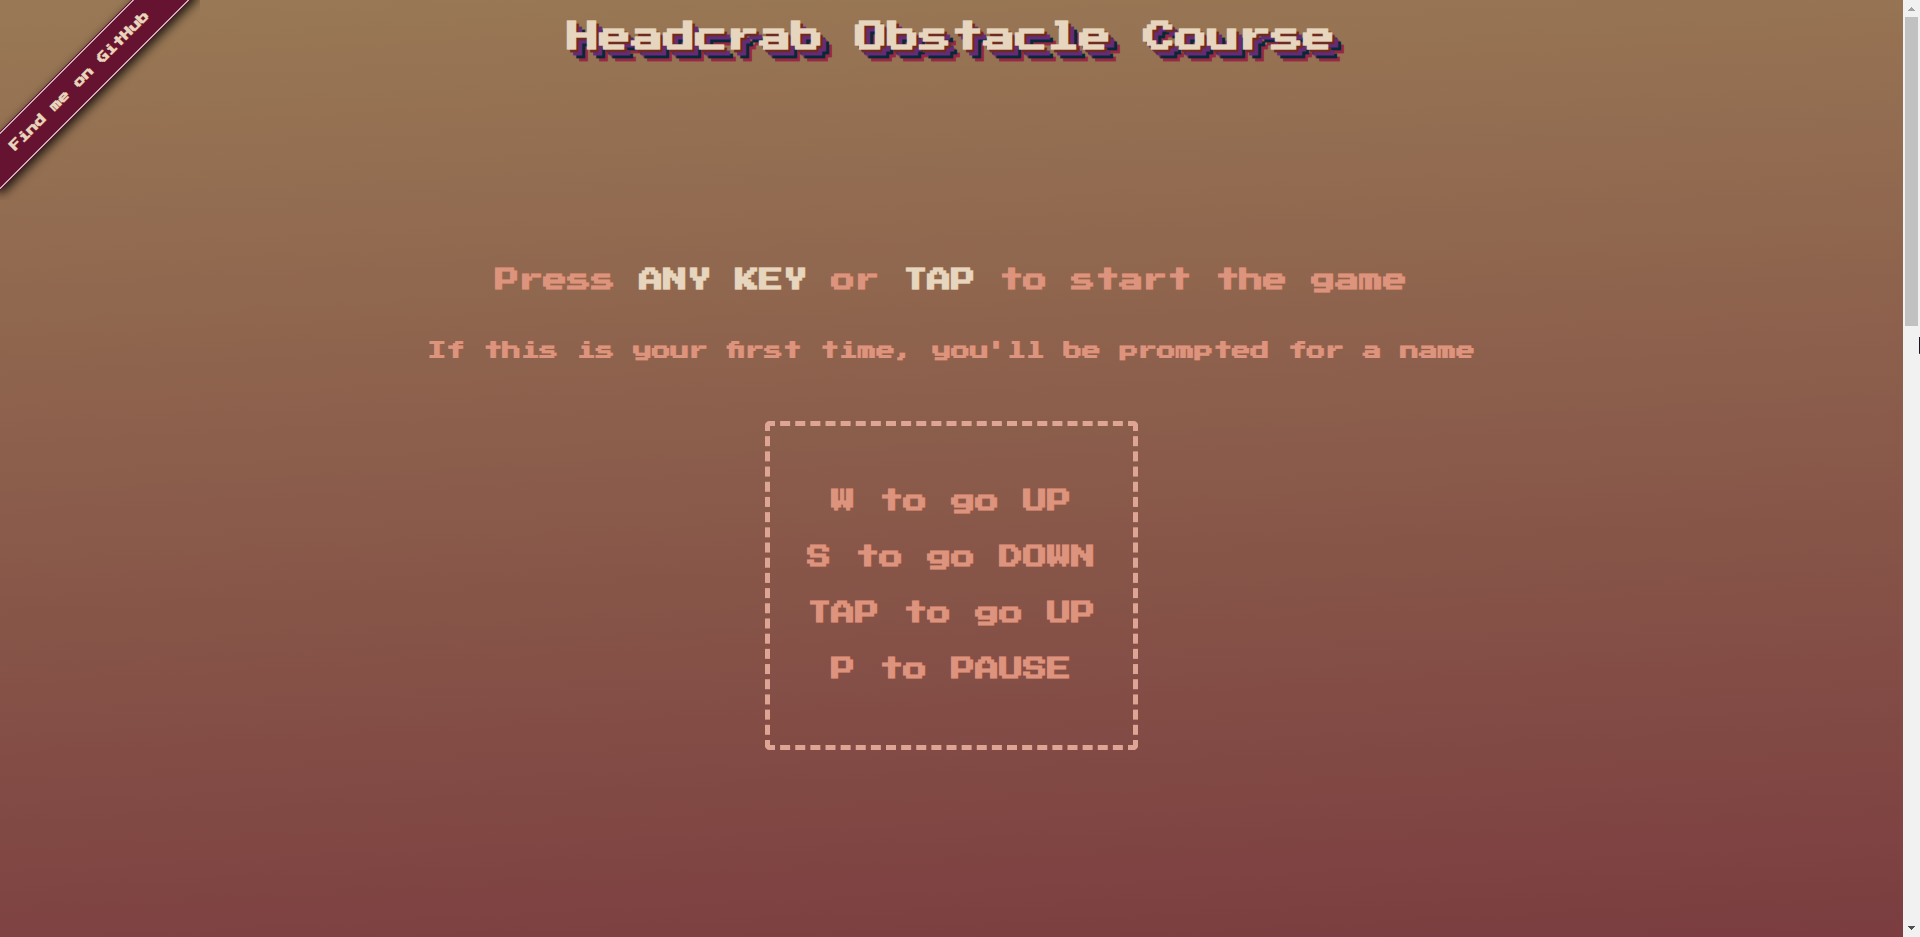 Find me on GitHub
Headcrab Obstacle Course
Press ANY KEY or TAP to start the game
If this is your first time, you'll be prompted for a name
W to go UP
S to go DOWN
TAP to go UP
P to PAUSE